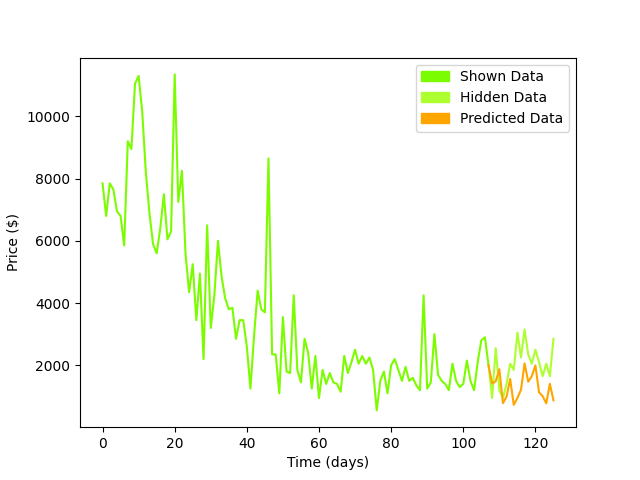 Shown Data
Hidden Data
Predicted Data
10000
8000
6000
4000
2000
Price ($)
0 20 40 60 80 100 120
Time (days)